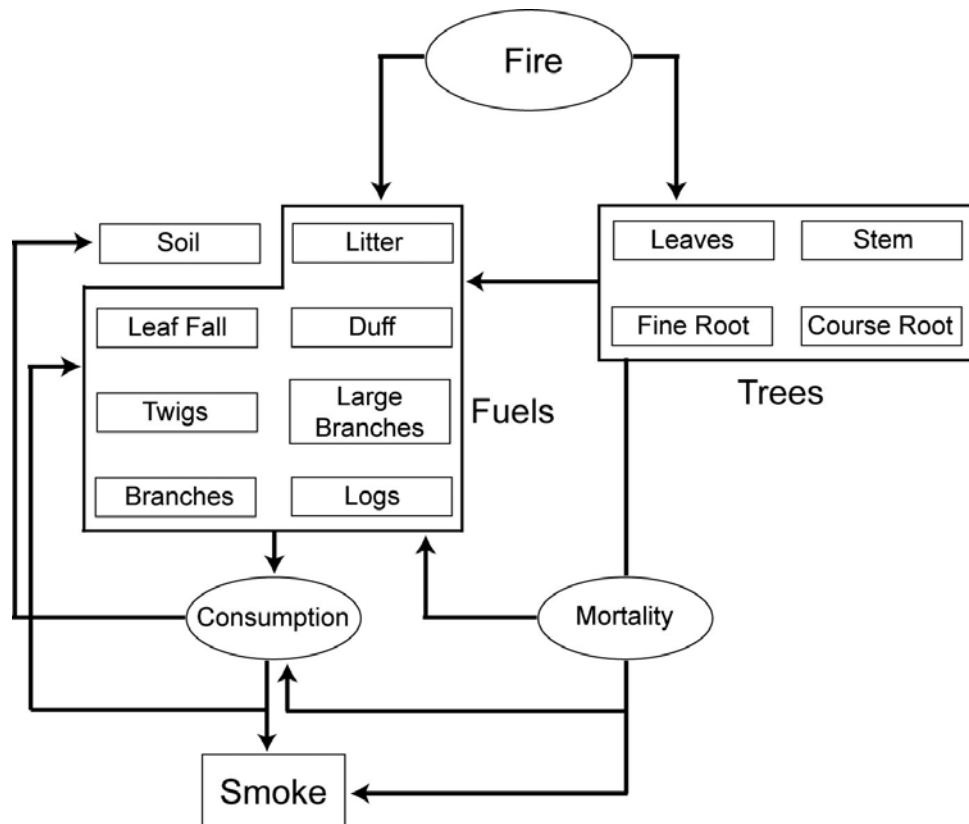 Fire
Soil
Litter
Leaves
Stem
Leaf Fall
Duff
Fine Root
Course Root
Trees
Twigs
Large
Branches
Fuels
Branches
Logs
Consumption
Mortality
Smoke